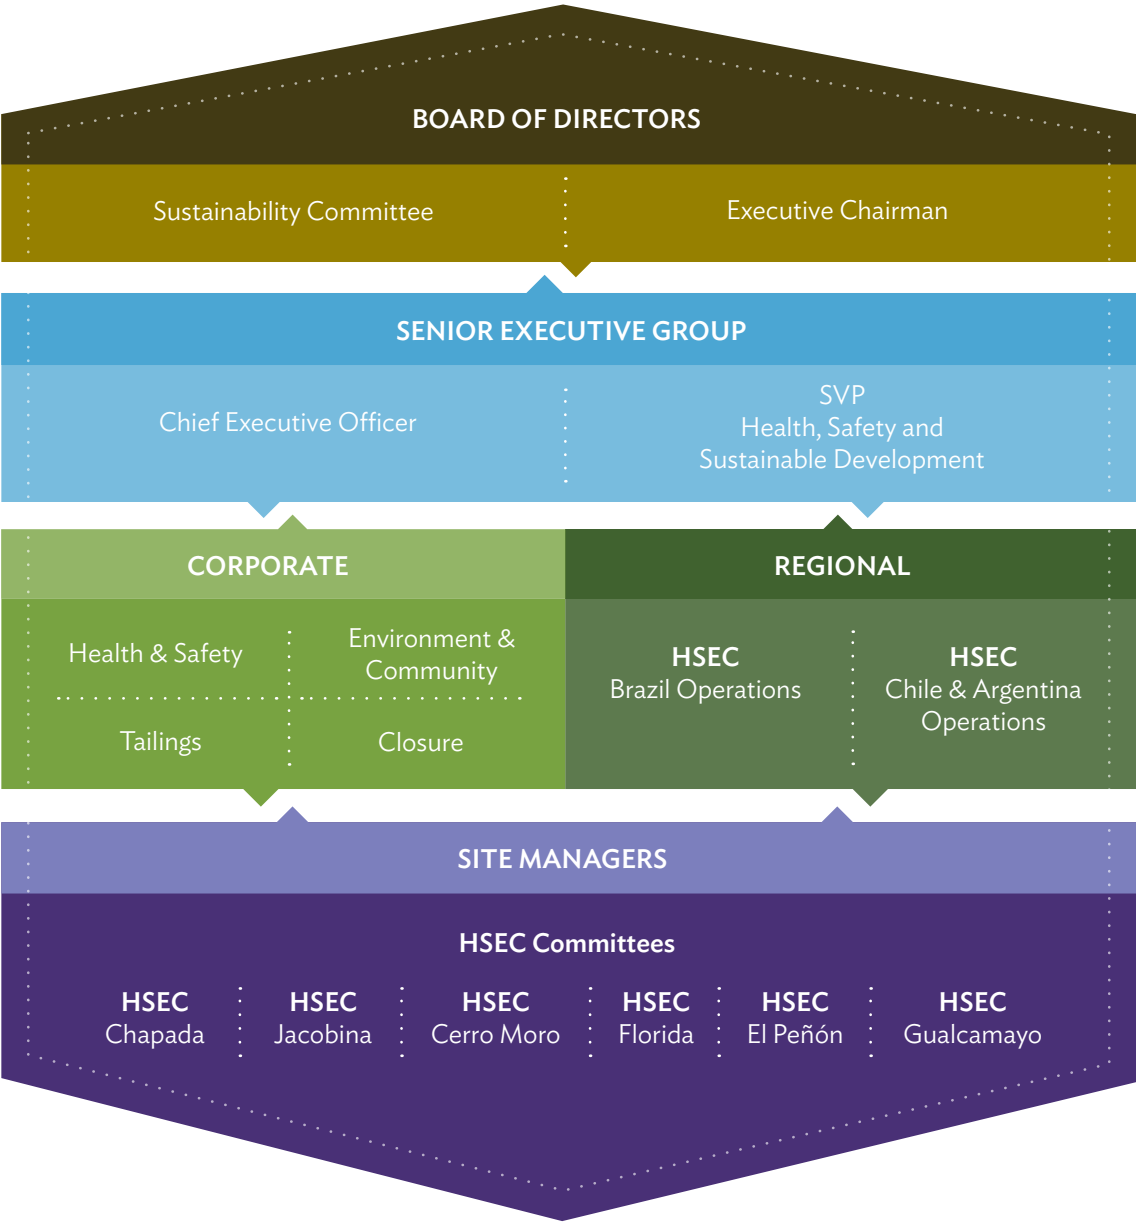 BOARD OF DIRECTORS
Sustainability Committee
Executive Chairman
SENIOR EXECUTIVE GROUP
Chief Executive Officer
SVP
Health, Safety and
Sustainable Development
CORPORATE
Health & Safety
Environment &
Community
Tailings
Closure
REGIONAL
HSEC
Brazil Operations
HSEC
Chile & Argentina
Operations
SITE MANAGERS
HSEC Committees
HSEC
Chapada
HSEC
Jacobina
HSEC
Cerro Moro
HSEC
Florida
HSEC
El Peñón
HSEC
Gualcamayo